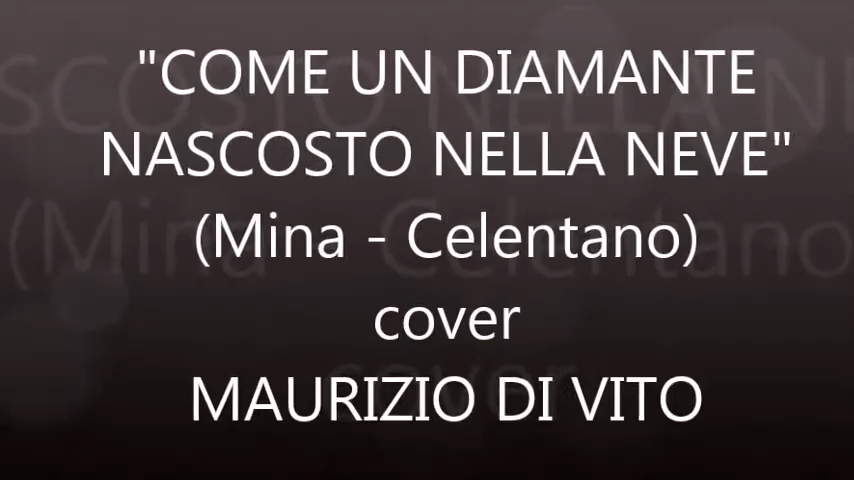 "COME UN DIAMANTE
NASCOSTO NELLA NEVE"
(Mina - Celentano)
cover
MAURIZIO DI VITO